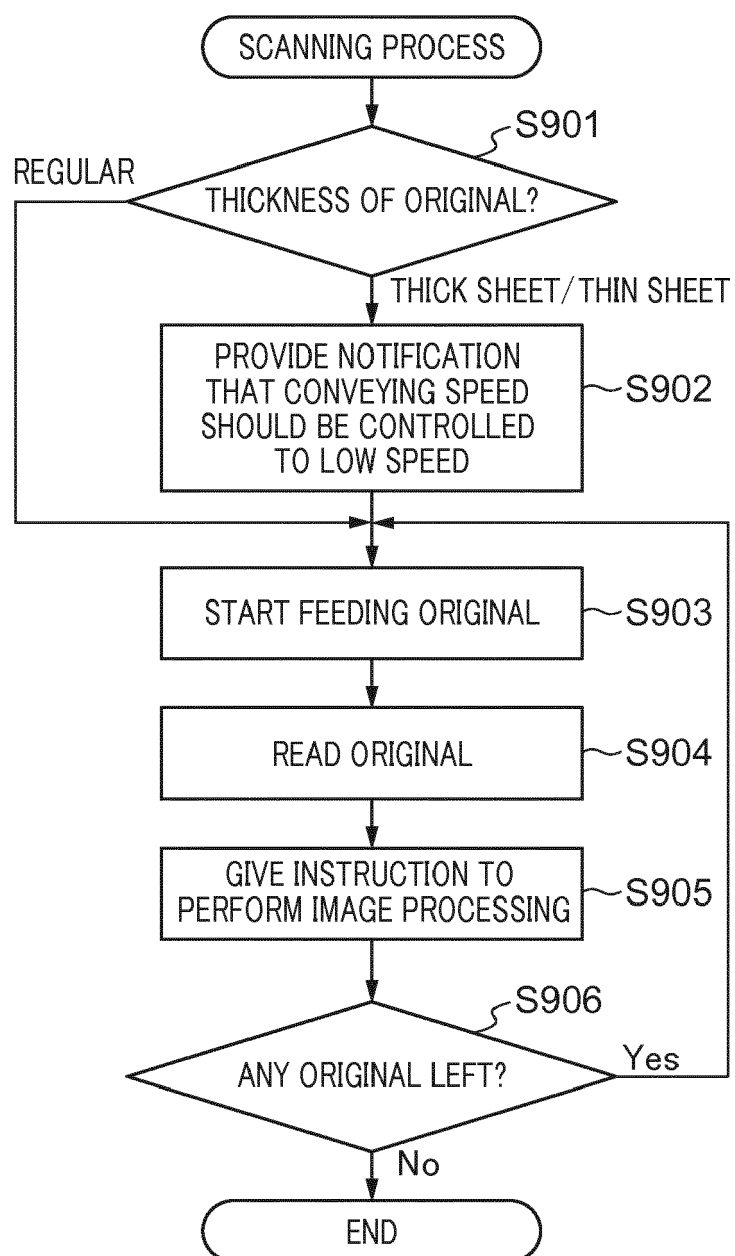 SCANNING PROCESS
S901
REGULAR
THICKNESS OF ORIGINAL?
THICK SHEET/THIN SHEET
PROVIDE NOTIFICATION
THAT CONVEYING SPEED
SHOULD BE CONTROLLED
TO LOW SPEED
S902
START FEEDING ORIGINAL
S903
READ ORIGINAL
S904
GIVE INSTRUCTION TO
PERFORM IMAGE PROCESSING
S905
S906
ANY ORIGINAL LEFT?
Yes
No
END